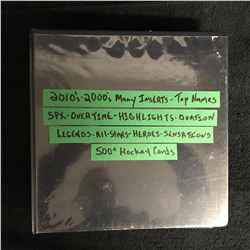 2010's-2000's Many Inserts-Top Names
SPX-Overtime-Highlights-Ovation
Legends-All-Stars-Heroes-Sensations
500+ Hockey Cards